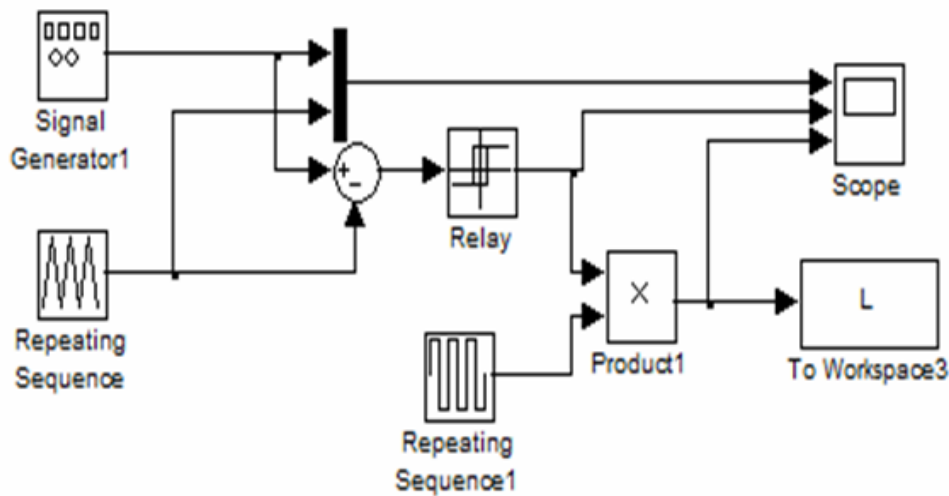 Signal
Generator1
Scope
Relay
+
−
Repeating
Sequence
X
L
Product1
To Workspace3
Repeating
Sequence1